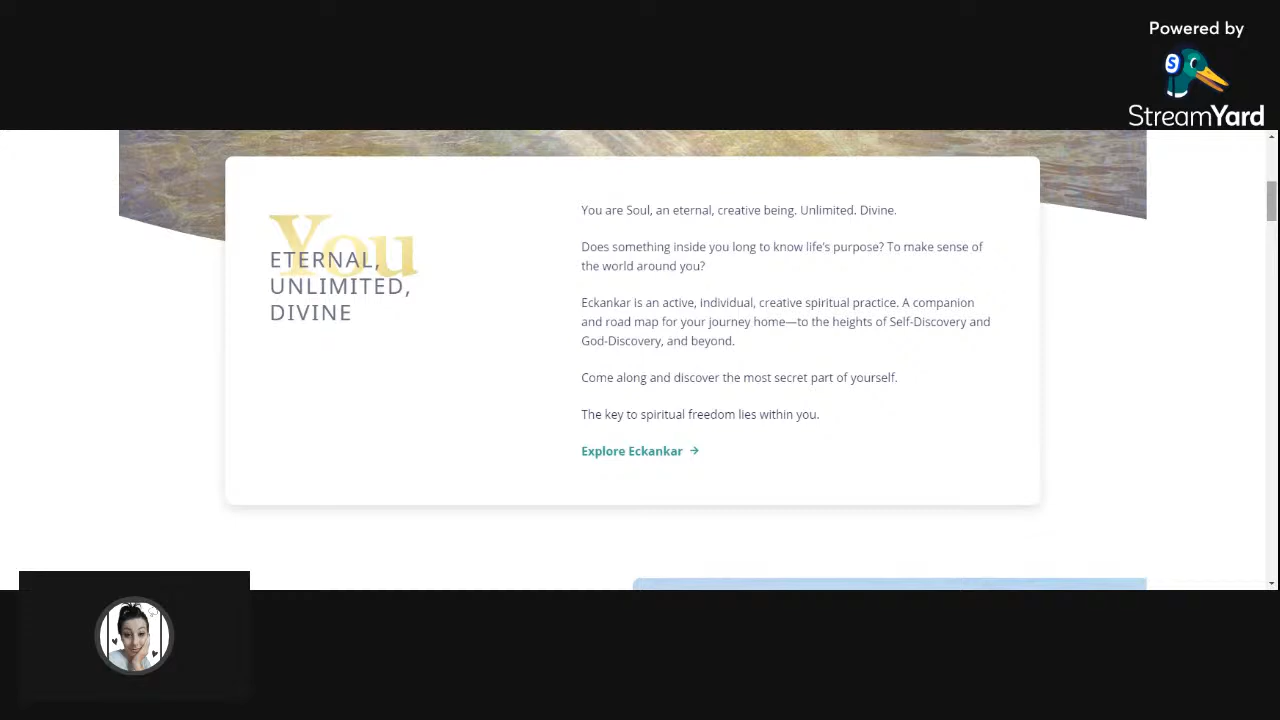 Powered by
S
StreamYard
You
ETERNAL,
UNLIMITED,
DIVINE
You are Soul, an eternal, creative being. Unlimited. Divine.
Does something inside you long to know life's purpose? To make sense of
the world around you?
Eckankar is an active, individual, creative spiritual practice. A companion
and road map for your journey home—to the heights of Self-Discovery and
God-Discovery, and beyond.
Come along and discover the most secret part of yourself.
The key to spiritual freedom lies within you.
Explore Eckankar →